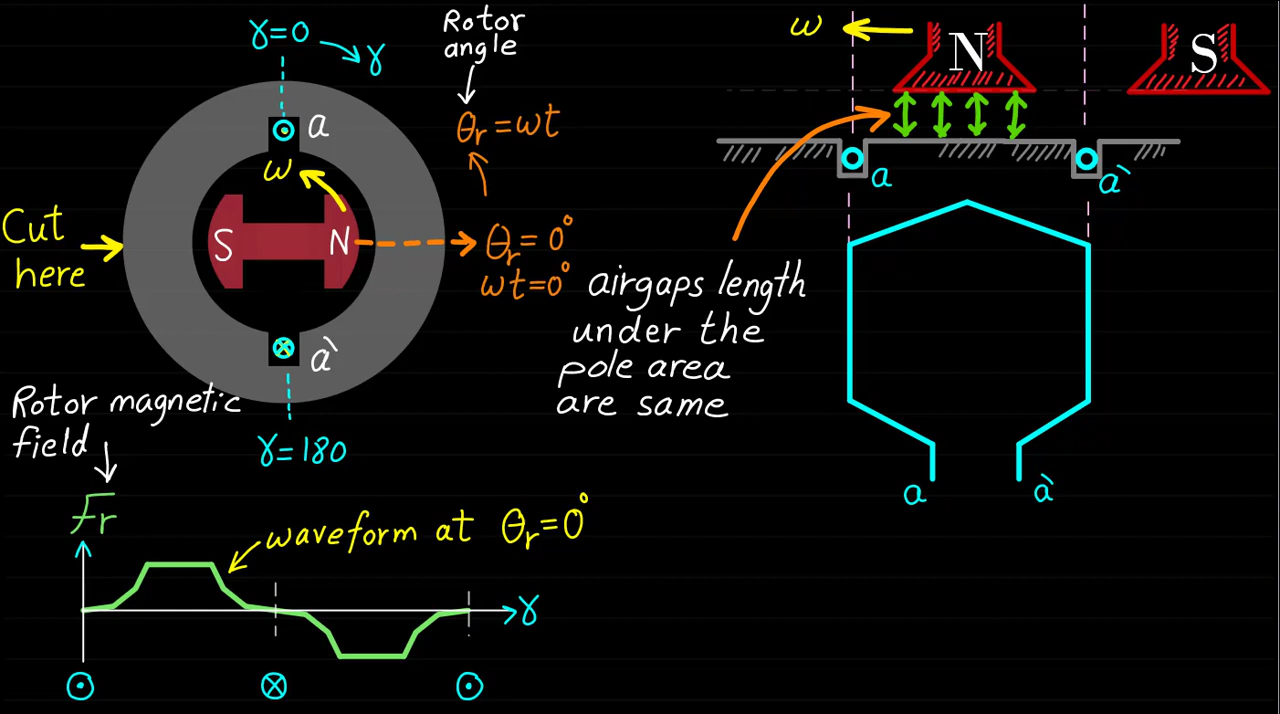 γ=0
γ
Rotor
angle
a
θr = ωt
ω
S
N
θr = 0°
ωt = 0°
Cut
here
a`
γ=180
Rotor magnetic
field
Fr
waveform at θr = 0°
γ
ω
N
S
a
a`
airgaps length
under the
pole area
are same
a
a`